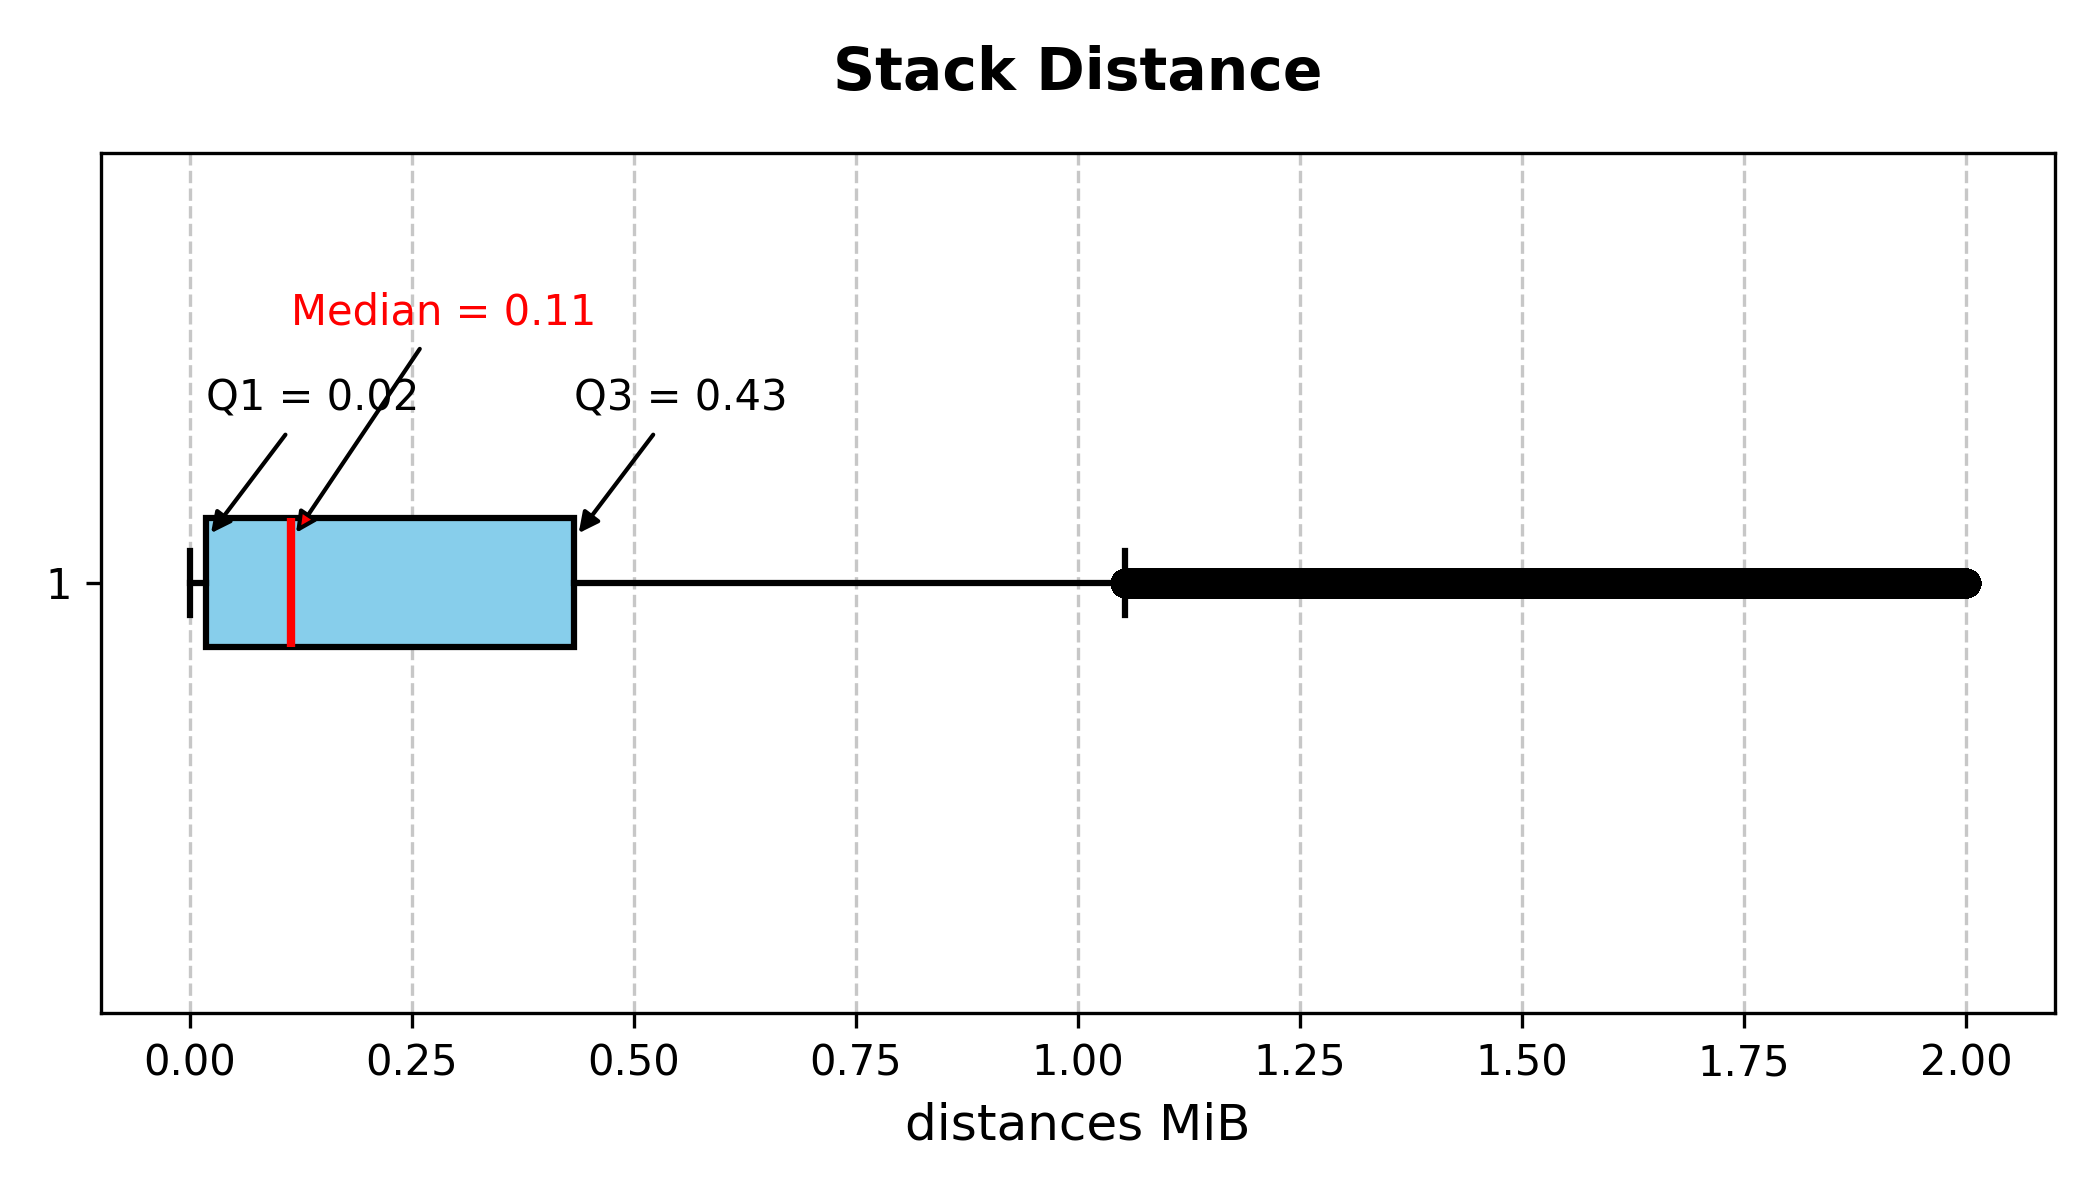 Stack Distance
Median = 0.11
Q1 = 0.02
Q3 = 0.43
1
0.00 0.25 0.50 0.75 1.00 1.25 1.50 1.75 2.00
distances MiB